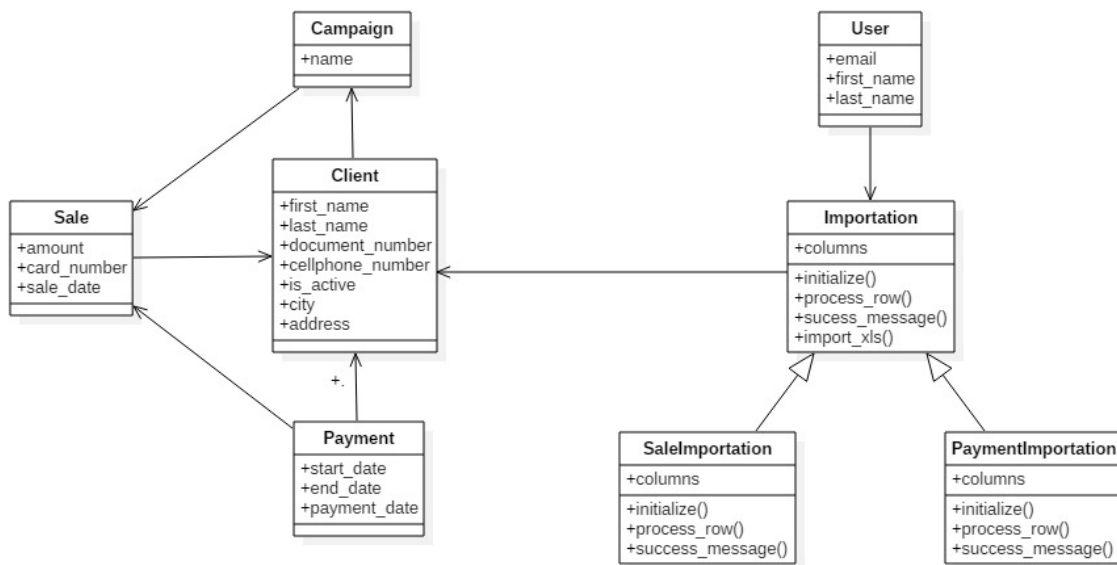 Campaign
+name
User
+email
+first_name
+last_name
Client
+first_name
+last_name
+document_number
+cellphone_number
+is_active
+city
+address
Sale
+amount
+card_number
+sale_date
Importation
+columns
+initialize()
+process_row()
+sucess_message()
+import_xls()
+.
Payment
+start_date
+end_date
+payment_date
SaleImportation
+columns
+initialize()
+process_row()
+success_message()
PaymentImportation
+columns
+initialize()
+process_row()
+success_message()